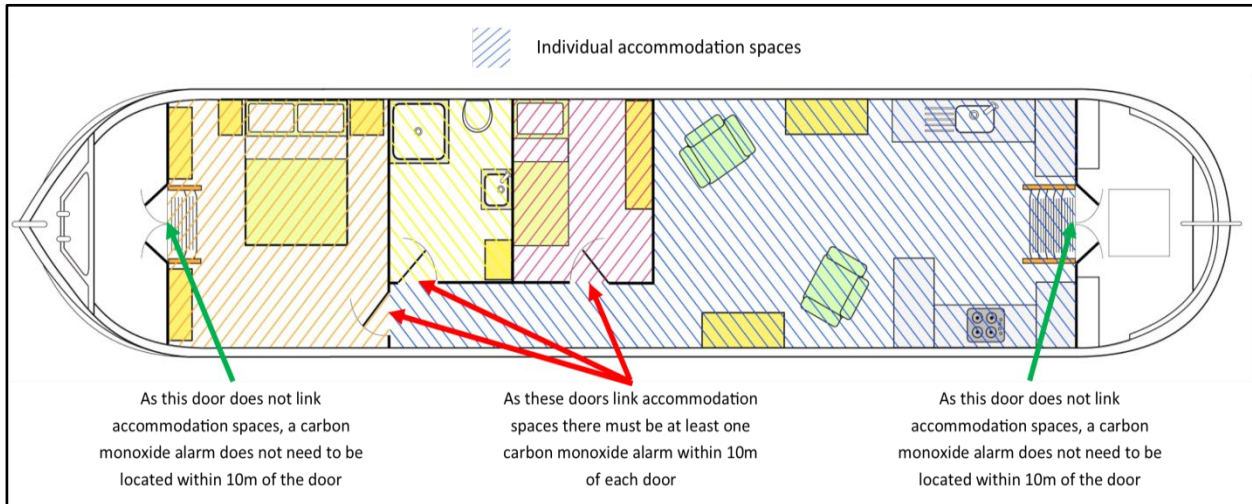 Individual accommodation spaces
As this door does not link
accommodation spaces, a carbon
monoxide alarm does not need to be
located within 10m of the door
As these doors link accommodation
spaces there must be at least one
carbon monoxide alarm within 10m
of each door
As this door does not link
accommodation spaces, a carbon
monoxide alarm does not need to be
located within 10m of the door